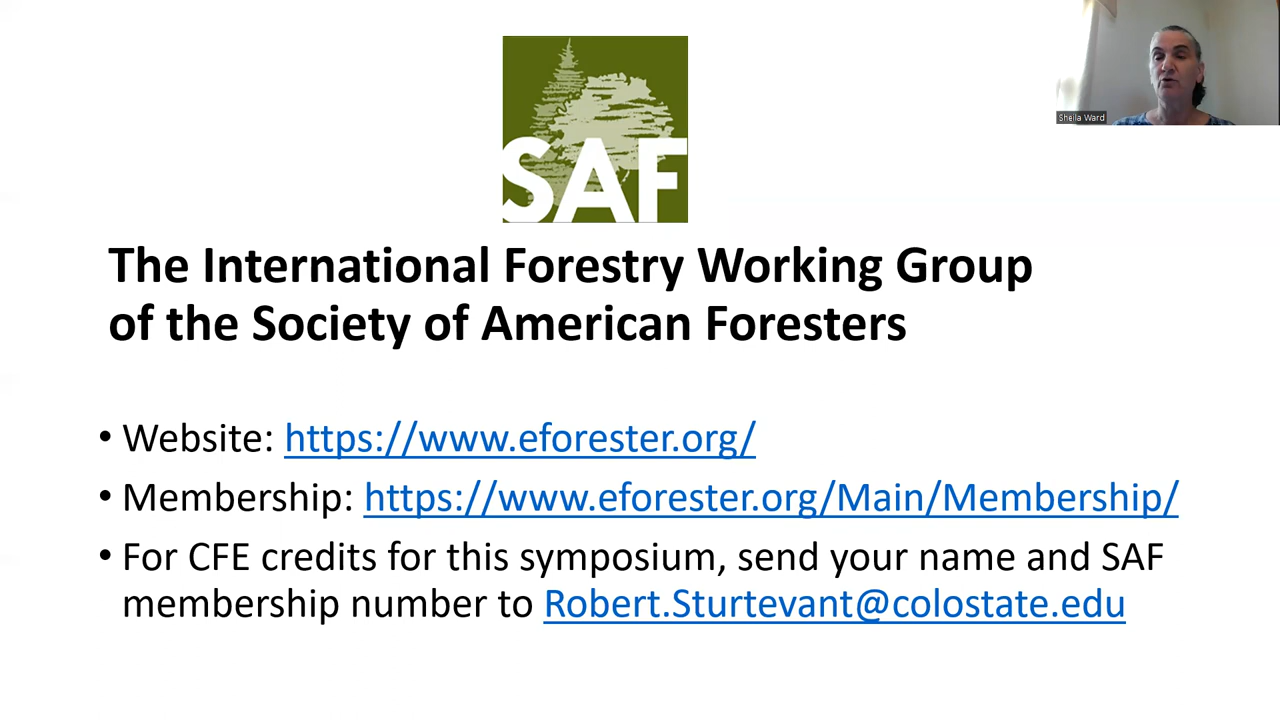 Sheila Ward
SAF
The International Forestry Working Group
of the Society of American Foresters
• Website: https://www.eforester.org/
• Membership: https://www.eforester.org/Main/Membership/
• For CFE credits for this symposium, send your name and SAF
membership number to Robert.Sturtevant@colostate.edu